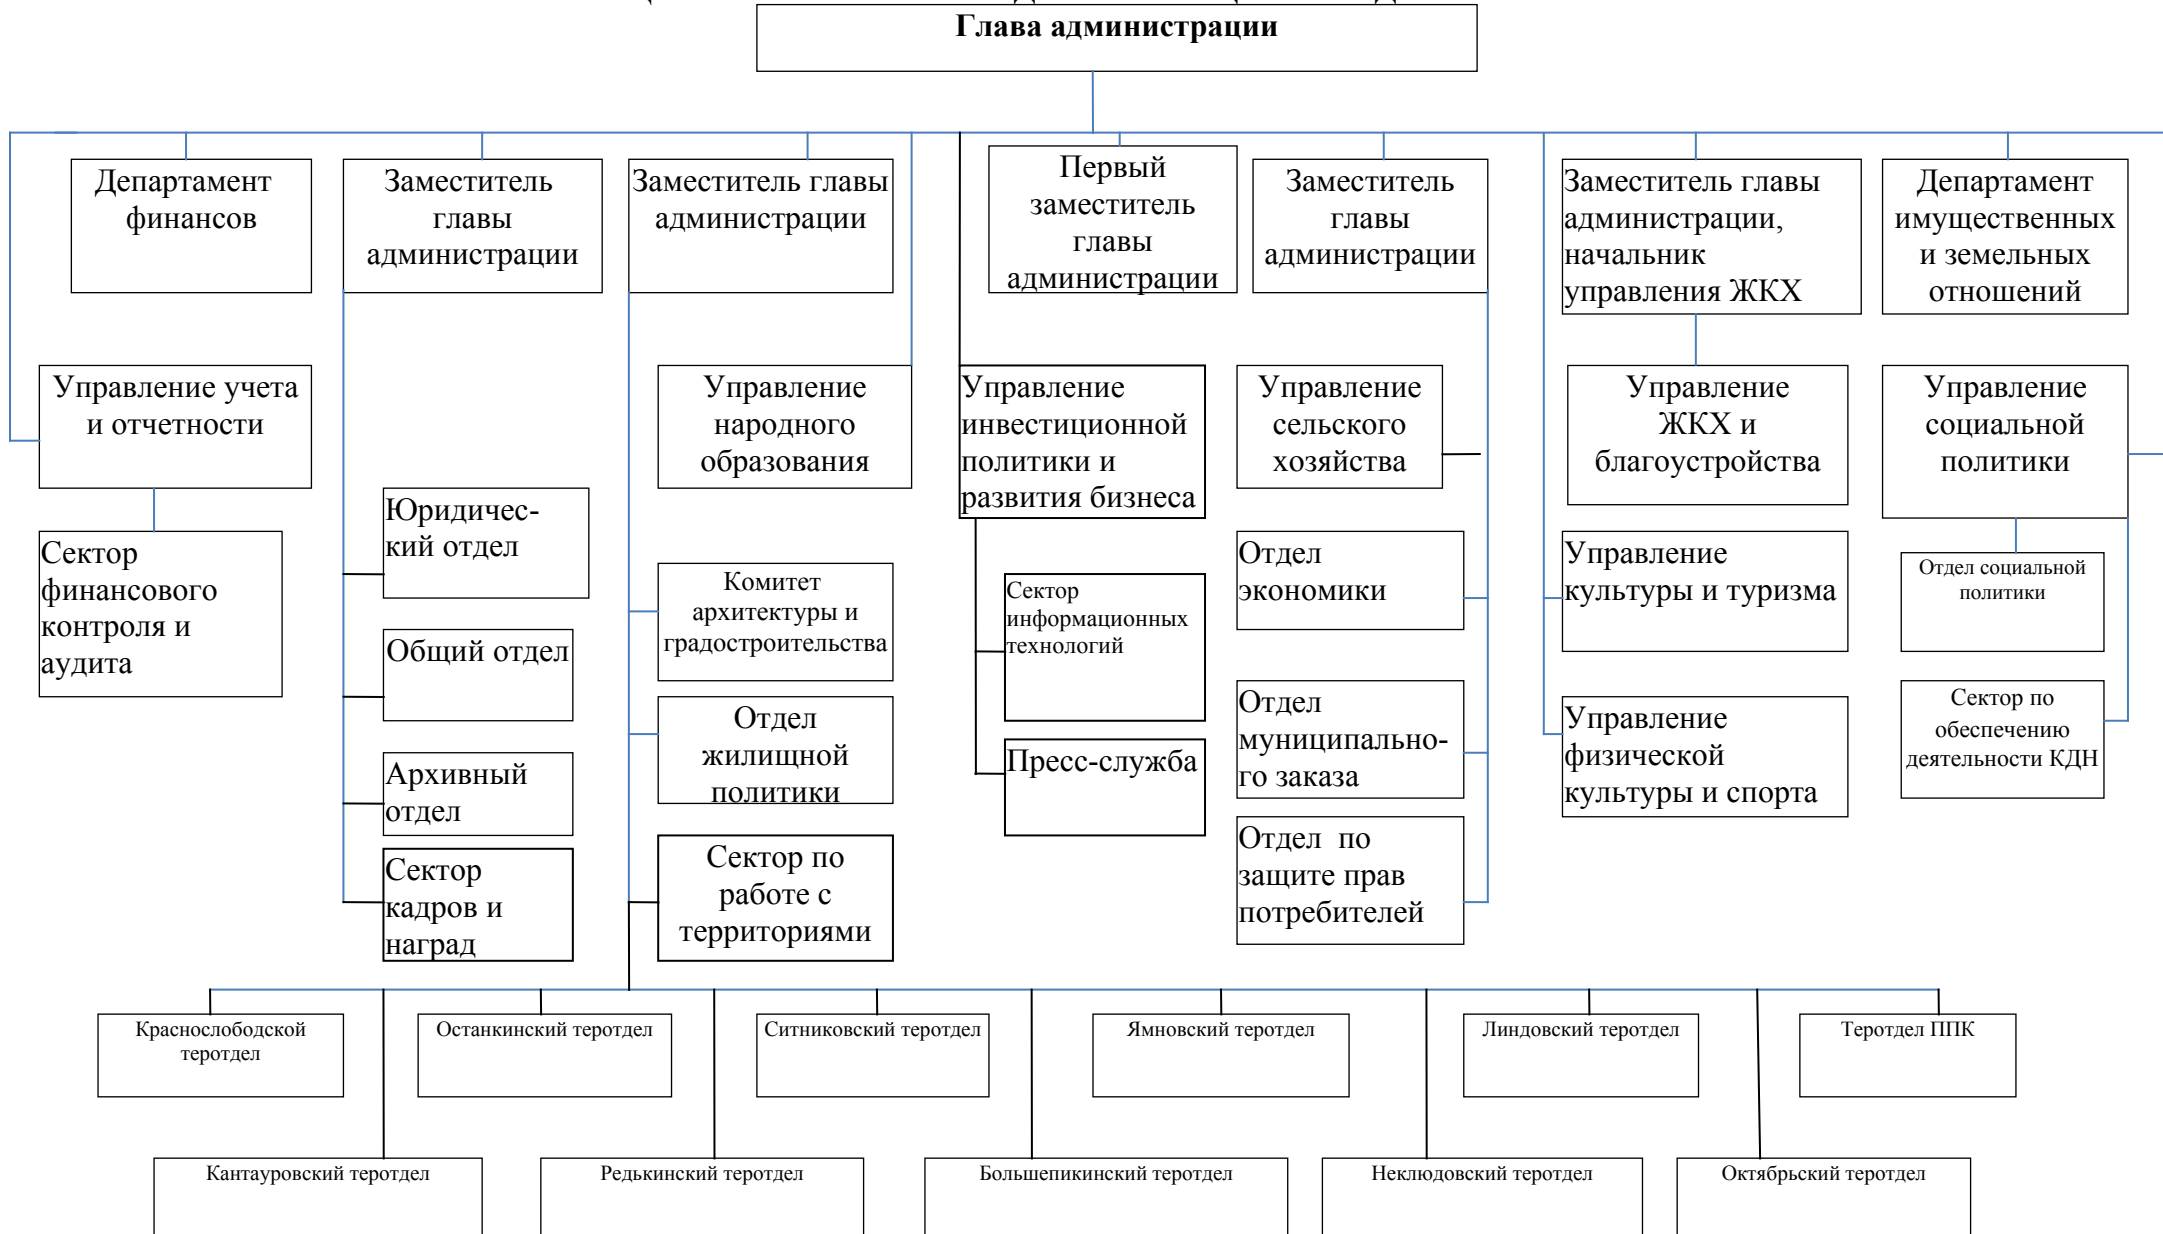 Глава администрации
Департамент
финансов
Заместитель
главы
администрации
Заместитель главы
администрации
Первый
заместитель
главы
администрации
Заместитель
главы
администрации
Заместитель главы
администрации,
начальник
управления ЖКХ
Департамент
имущественных
и земельных
отношений
Управление учета
и отчетности
Управление
народного
образования
Управление
инвестиционной
политики и
развития бизнеса
Управление
сельского
хозяйства
Управление
ЖКХ и
благоустройства
Управление
социальной
политики
Сектор
финансового
контроля и
аудита
Юридичес-
кий отдел
Общий отдел
Архивный
отдел
Сектор
кадров и
наград
Комитет
архитектуры и
градостроительства
Отдел
жилищной
политики
Сектор по
работе с
территориями
Сектор
информационных
технологий
Пресс-служба
Отдел
экономики
Отдел
муниципально-
го заказа
Отдел  по
защите прав
потребителей
Управление
культуры и туризма
Управление
физической
культуры и спорта
Отдел социальной
политики
Сектор по
обеспечению
деятельности КДН
Краснослободской
теротдел
Останкинский теротдел
Ситниковский теротдел
Ямновский теротдел
Линдовский теротдел
Теротдел ППК
Кантауровский теротдел
Редькинский теротдел
Большепикинский теротдел
Неклюдовский теротдел
Октябрьский теротдел